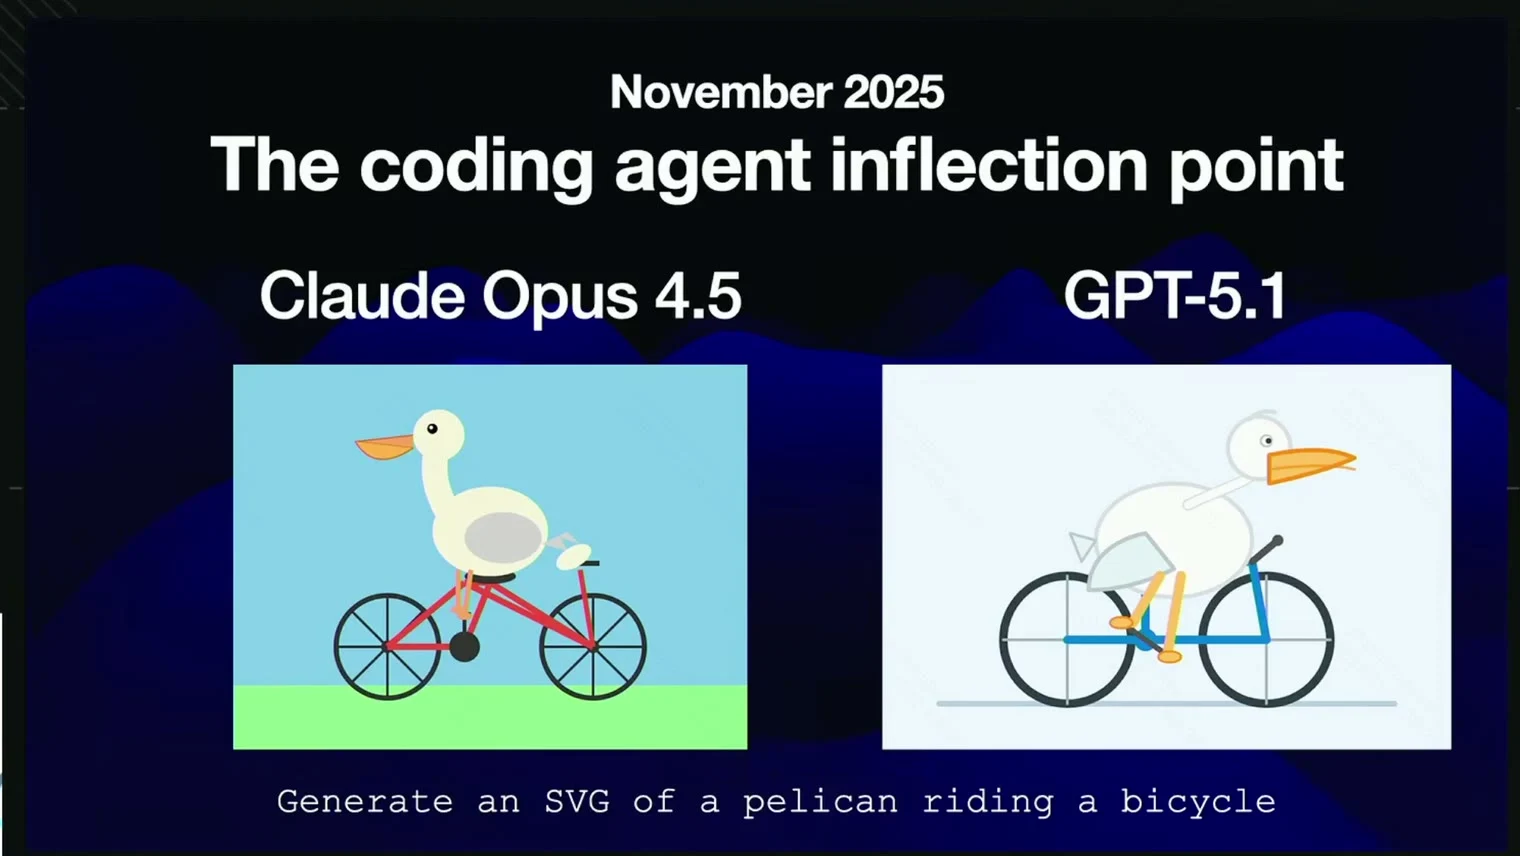 November 2025
The coding agent inflection point
Claude Opus 4.5
GPT-5.1
Generate an SVG of a pelican riding a bicycle